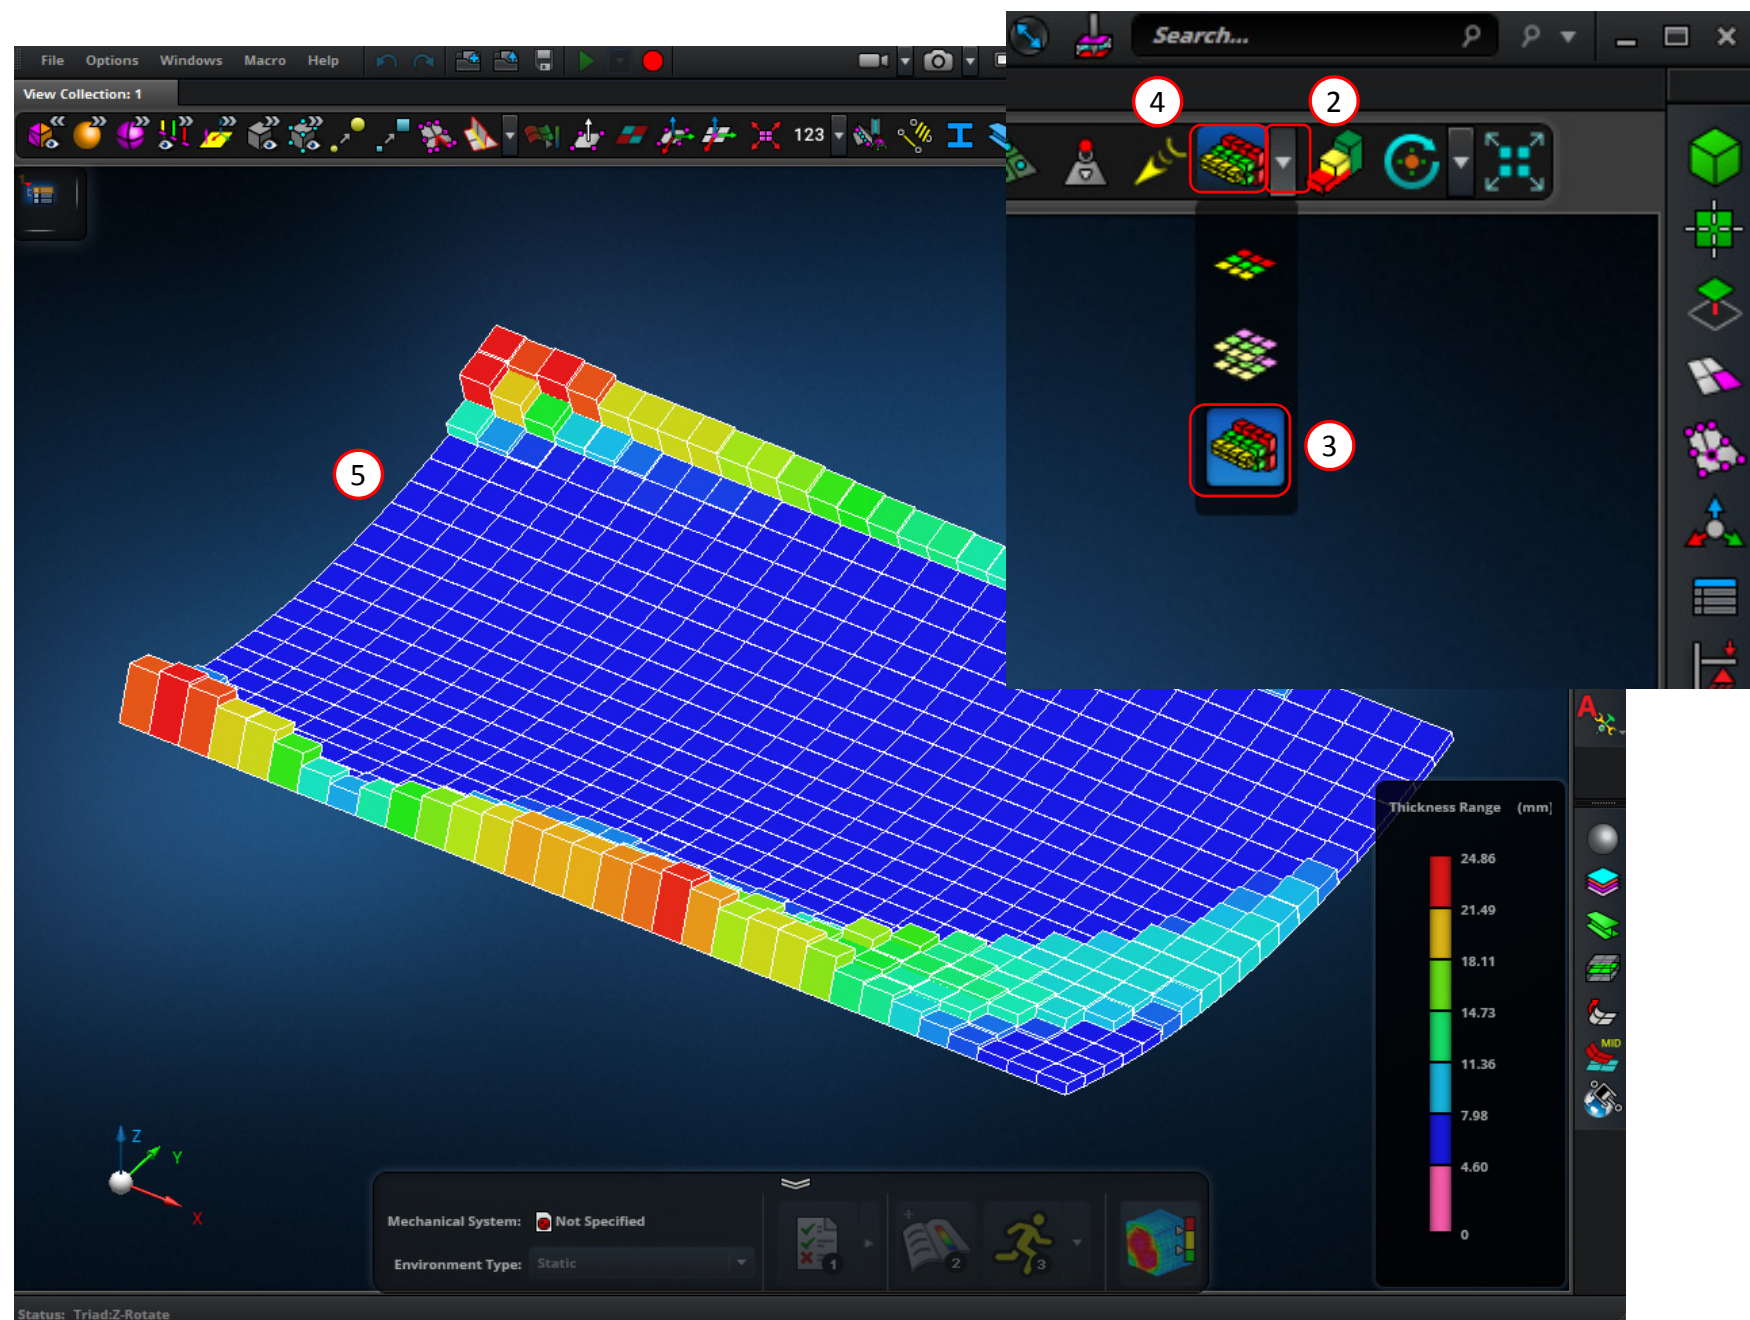 File Options Windows Macro Help
Search...
View Collection: 1
4
2
123
3
5
A
Thickness Range (mm)
24.86
21.49
18.11
14.73
11.36
7.98
4.60
0
MID
Z
Y
X
Mechanical System: Not Specified
Environment Type: Static
1
2
3
Status: Triad:Z-Rotate